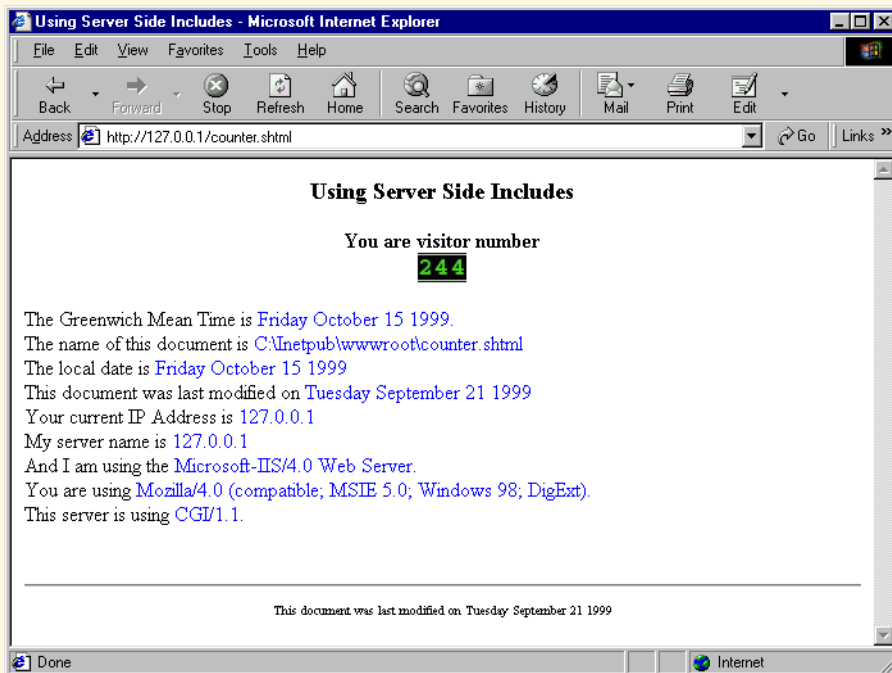 Using Server Side Includes - Microsoft Internet Explorer
File Edit View Favorites Tools Help
Back Forward Stop Refresh Home Search Favorites History Mail Print Edit
Address http://127.0.0.1/counter.shtml Go Links »
Using Server Side Includes
You are visitor number
244
The Greenwich Mean Time is Friday October 15 1999.
The name of this document is C:\Inetpub\wwwroot\counter.shtml
The local date is Friday October 15 1999
This document was last modified on Tuesday September 21 1999
Your current IP Address is 127.0.0.1
My server name is 127.0.0.1
And I am using the Microsoft-IIS/4.0 Web Server.
You are using Mozilla/4.0 (compatible; MSIE 5.0; Windows 98; DigExt).
This server is using CGI/1.1.
This document was last modified on Tuesday September 21 1999
Done Internet